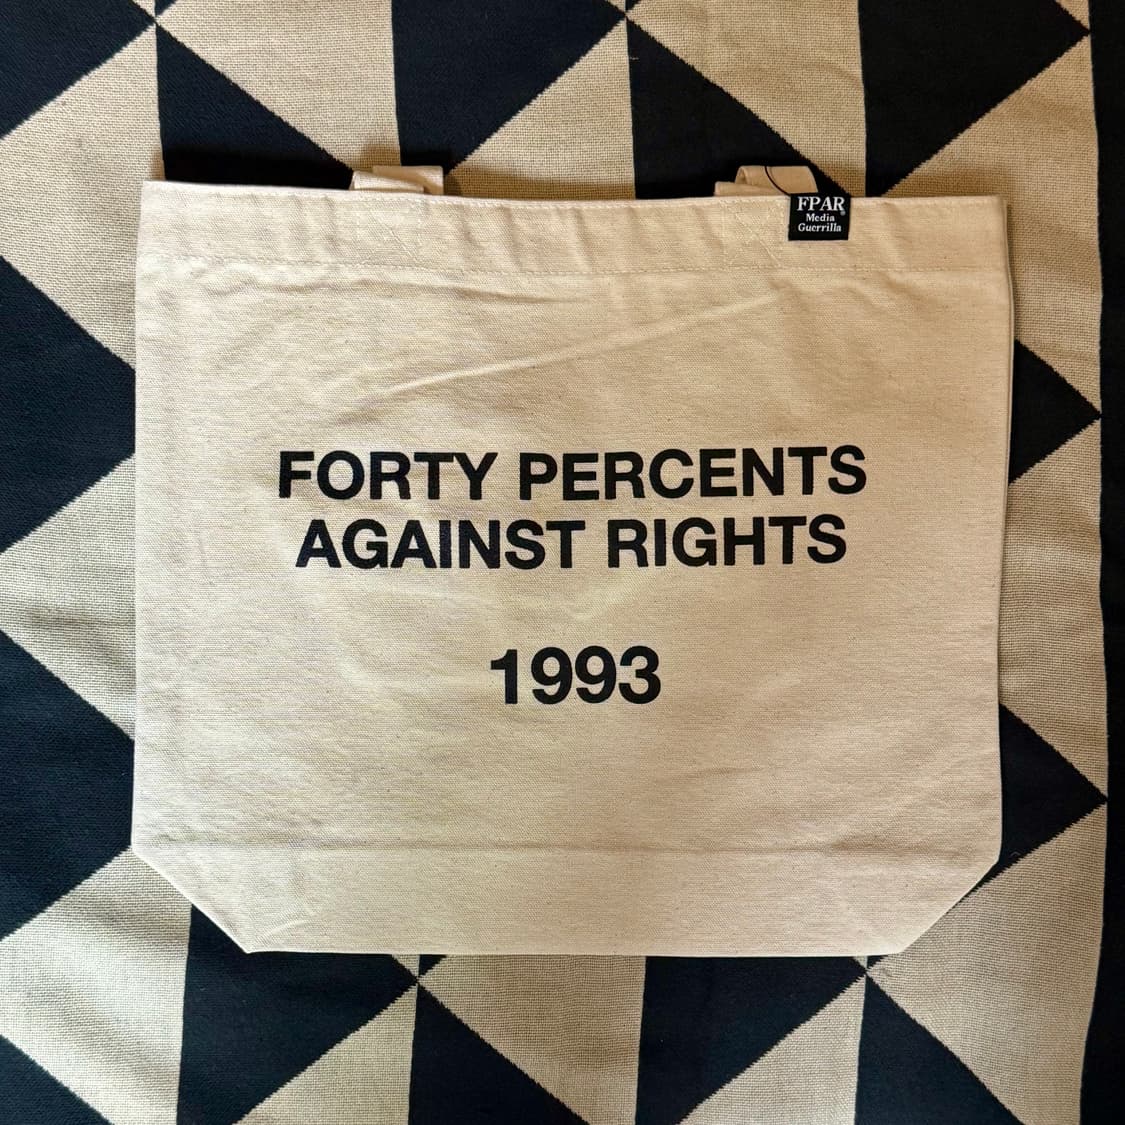 FPAR®
Media
Guerrilla
FORTY PERCENTS
AGAINST RIGHTS
1993